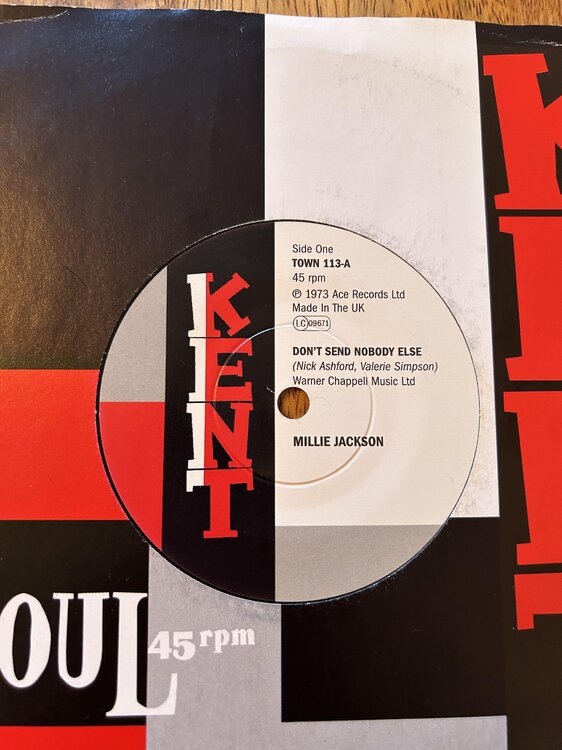 Side One
TOWN 113-A
45 rpm
℗ 1973 Ace Records Ltd
Made In The UK
LC 09671
DON'T SEND NOBODY ELSE
(Nick Ashford, Valerie Simpson)
Warner Chappell Music Ltd
MILLIE JACKSON
KENT
OUL
45 rpm